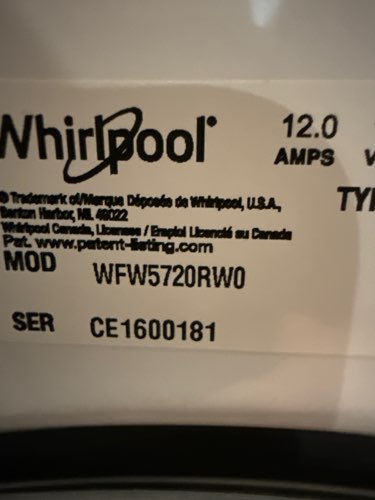 Whirlpool®
12.0
AMPS V
® Trademark of/Marque Déposée de Whirlpool, U.S.A.,
Benton Harbor, MI. 49022
Whirlpool Canada, Licensee / Emploi Licencié au Canada
Pat. www.patent-listing.com
TYP
MOD WFW5720RW0
SER CE1600181